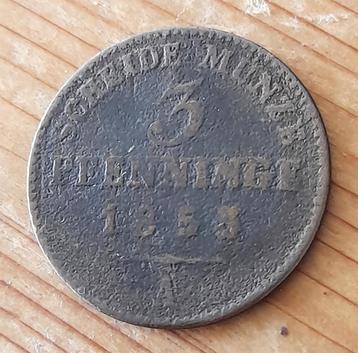 SCHEIDE MÜNZE
3
PFENNINGE
1853
A